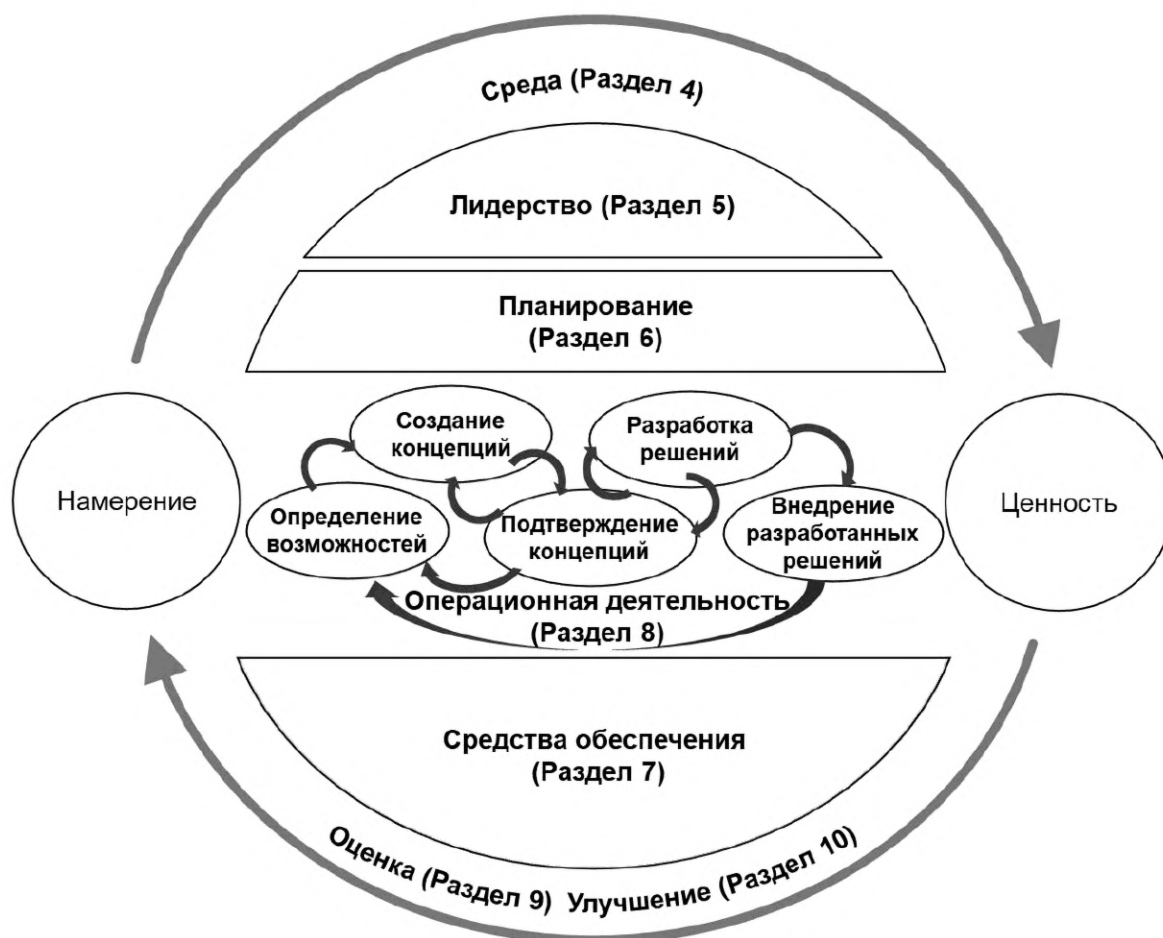 Среда (Раздел 4)
Лидерство (Раздел 5)
Планирование
(Раздел 6)
Намерение
Создание
концепций
Разработка
решений
Определение
возможностей
Подтверждение
концепций
Внедрение
разработанных
решений
Ценность
Операционная деятельность
(Раздел 8)
Средства обеспечения
(Раздел 7)
Оценка (Раздел 9) Улучшение (Раздел 10)